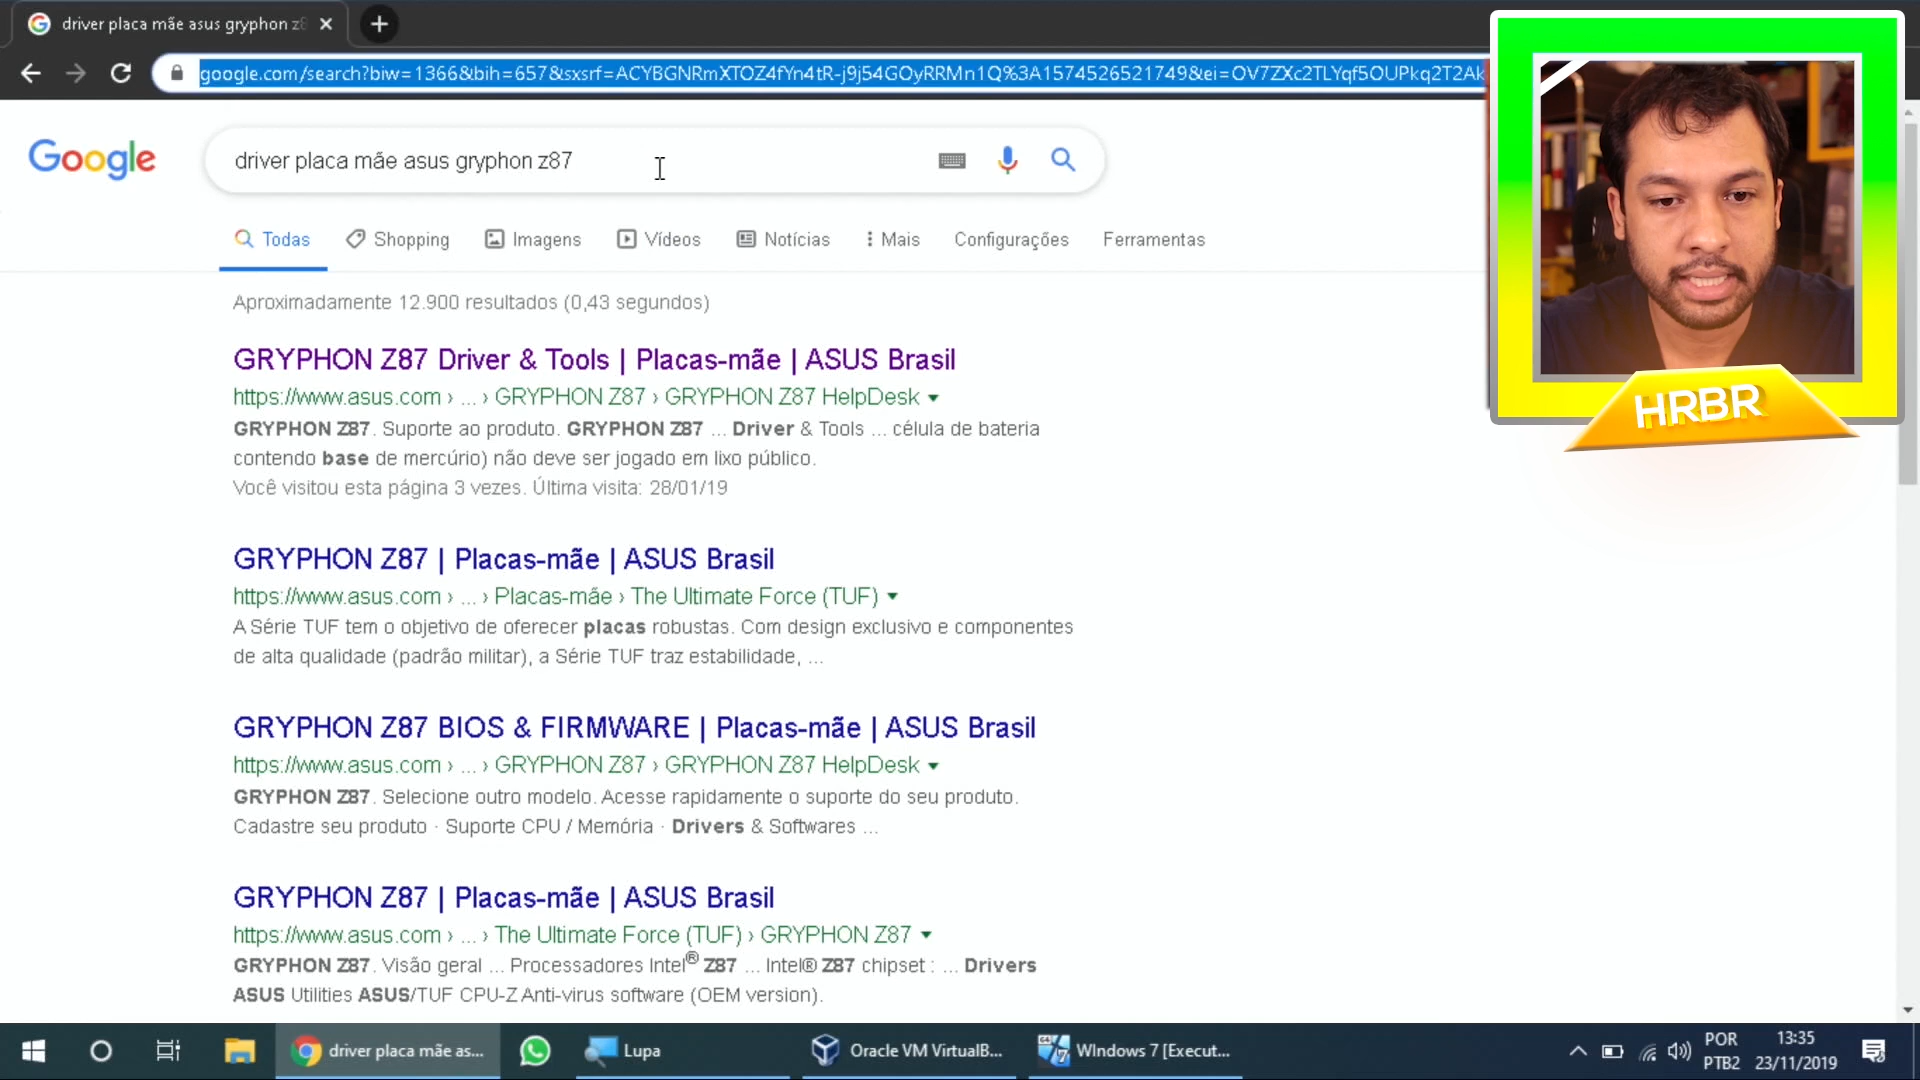 driver placa mãe asus gryphon z8
google.com/search?biw=1366&bih=657&sxsrf=ACYBGNRmXTOZ4fYn4tR-j9j54GOyRRMn1Q%3A1574526521749&ei=OV7ZXc2TLYqf5OUPkq2T2Ak
Google
driver placa mãe asus gryphon z87
Todas Shopping Imagens Vídeos Notícias Mais Configurações Ferramentas
Aproximadamente 12.900 resultados (0,43 segundos)
GRYPHON Z87 Driver & Tools | Placas-mãe | ASUS Brasil
https://www.asus.com › ... › GRYPHON Z87 › GRYPHON Z87 HelpDesk
GRYPHON Z87. Suporte ao produto. GRYPHON Z87 ... Driver & Tools ... célula de bateria
contendo base de mercúrio) não deve ser jogado em lixo público.
Você visitou esta página 3 vezes. Última visita: 28/01/19
GRYPHON Z87 | Placas-mãe | ASUS Brasil
https://www.asus.com › ... › Placas-mãe › The Ultimate Force (TUF)
A Série TUF tem o objetivo de oferecer placas robustas. Com design exclusivo e componentes
de alta qualidade (padrão militar), a Série TUF traz estabilidade, ...
GRYPHON Z87 BIOS & FIRMWARE | Placas-mãe | ASUS Brasil
https://www.asus.com › ... › GRYPHON Z87 › GRYPHON Z87 HelpDesk
GRYPHON Z87. Selecione outro modelo. Acesse rapidamente o suporte do seu produto.
Cadastre seu produto · Suporte CPU / Memória · Drivers & Softwares ...
GRYPHON Z87 | Placas-mãe | ASUS Brasil
https://www.asus.com › ... › The Ultimate Force (TUF) › GRYPHON Z87
GRYPHON Z87. Visão geral ... Processadores Intel® Z87 ... Intel® Z87 chipset : ... Drivers
ASUS Utilities ASUS/TUF CPU-Z Anti-virus software (OEM version).
HRBR
driver placa mãe as... Lupa Oracle VM VirtualB... WIndows 7 [Execut...
POR 13:35
PTB2 23/11/2019